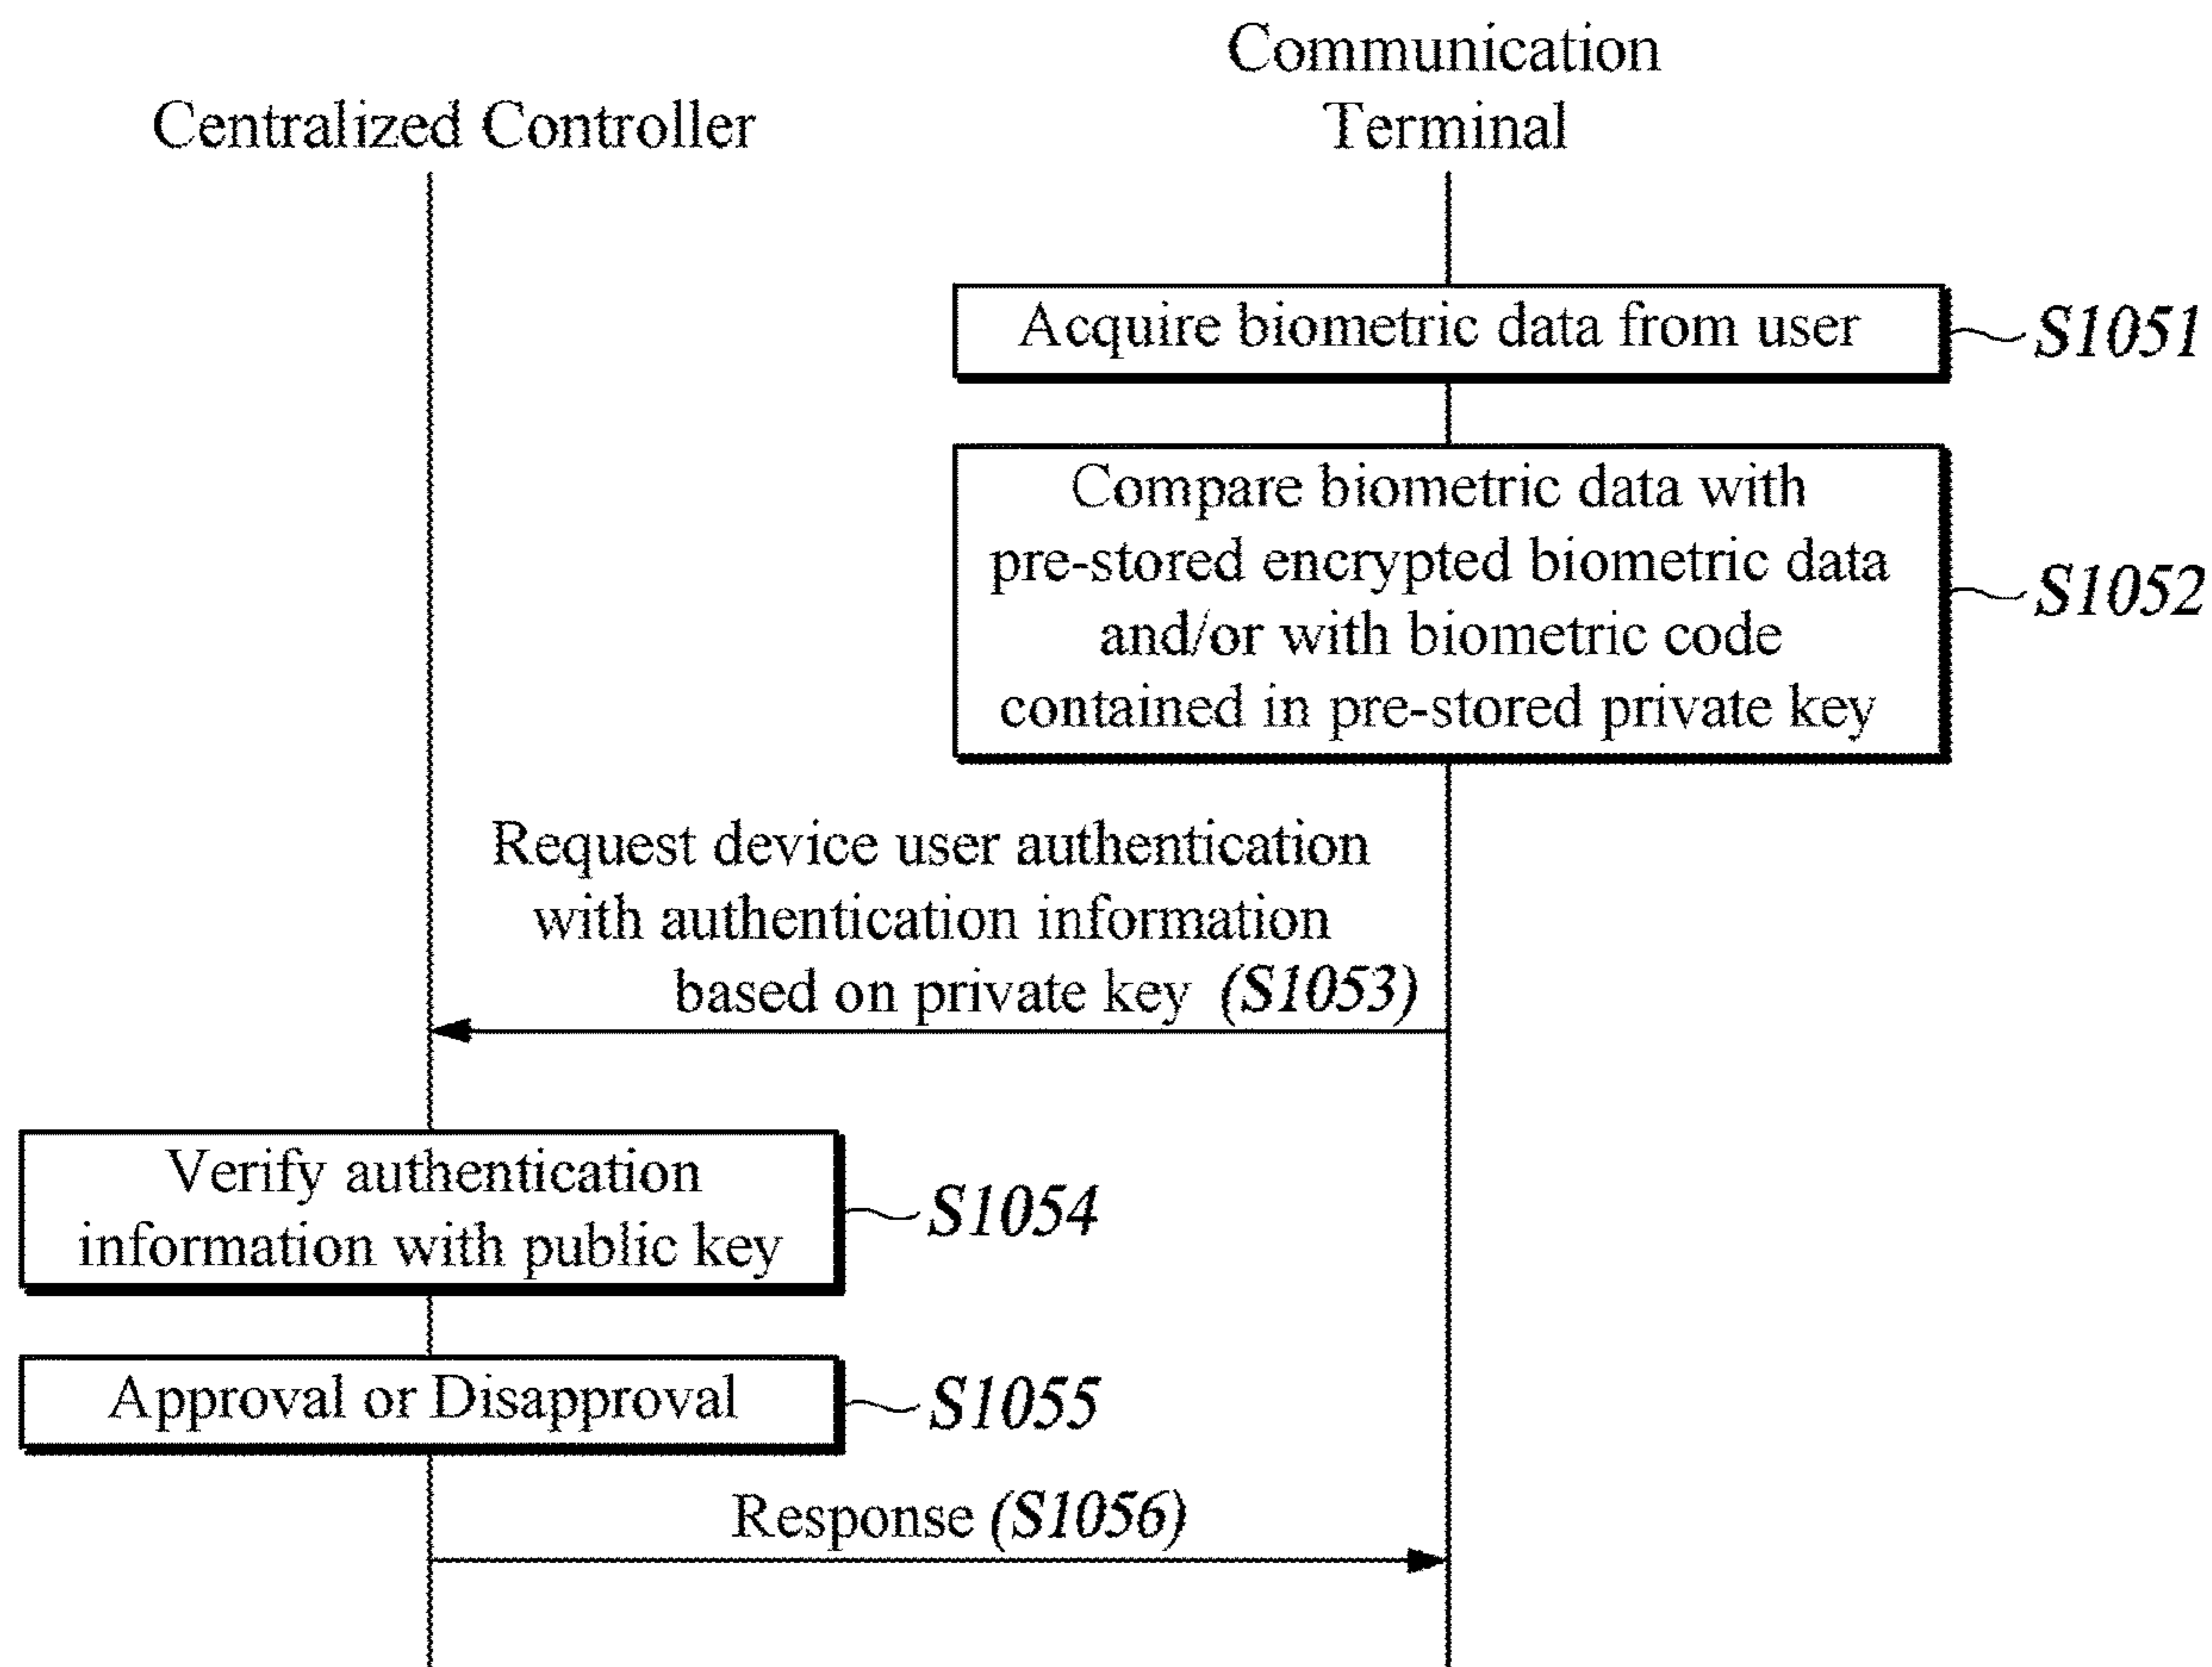 Centralized Controller
Communication
Terminal
Acquire biometric data from user
S1051
Compare biometric data with
pre-stored encrypted biometric data
and/or with biometric code
contained in pre-stored private key
S1052
Request device user authentication
with authentication information
based on private key (S1053)
Verify authentication
information with public key
S1054
Approval or Disapproval
S1055
Response (S1056)